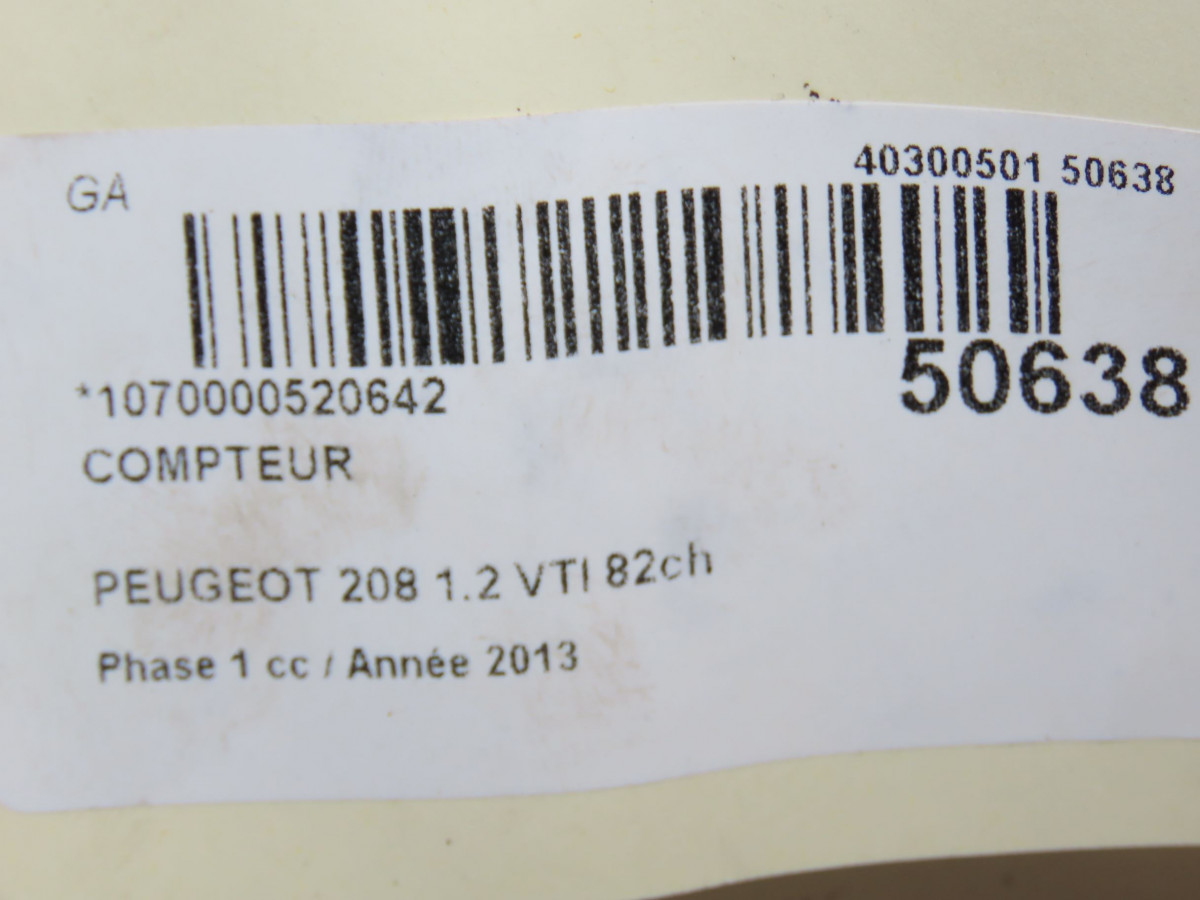 GA
40300501 50638
50638
*1070000520642
COMPTEUR
PEUGEOT 208 1.2 VTI 82ch
Phase 1 cc / Année 2013